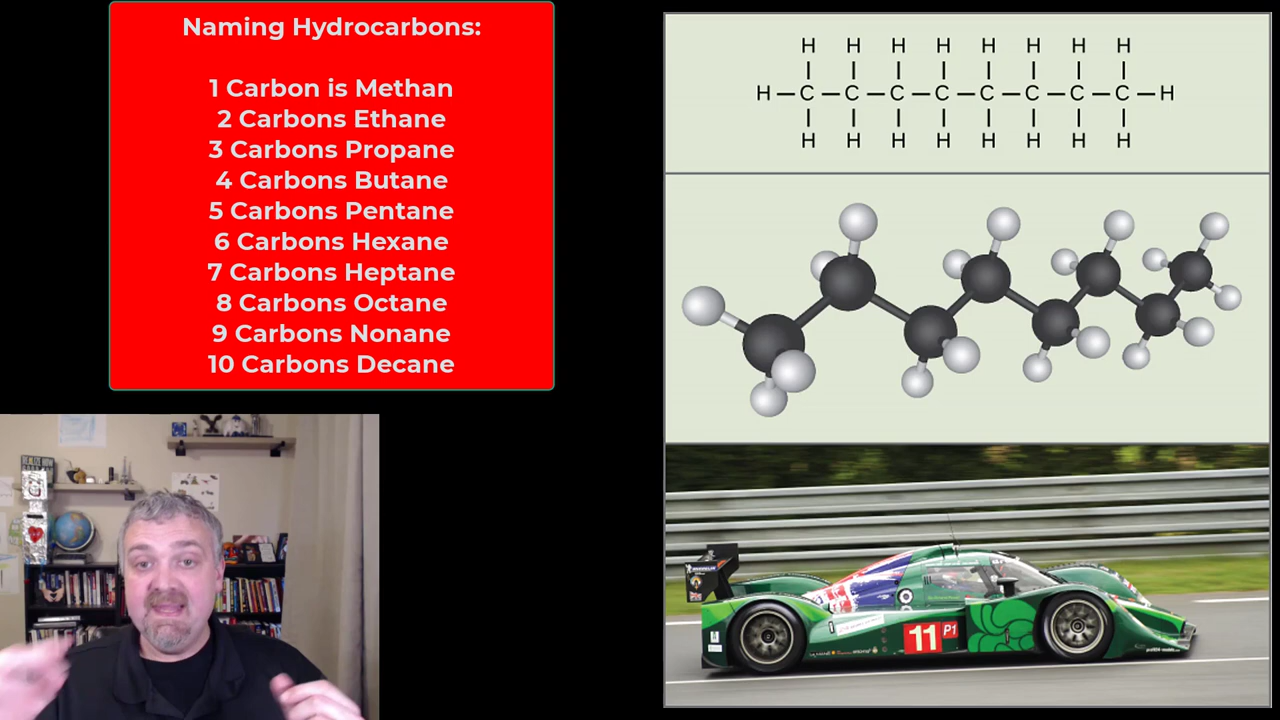 Naming Hydrocarbons:
1 Carbon is Methan
2 Carbons Ethane
3 Carbons Propane
4 Carbons Butane
5 Carbons Pentane
6 Carbons Hexane
7 Carbons Heptane
8 Carbons Octane
9 Carbons Nonane
10 Carbons Decane
H H H H H H H H
H—C—C—C—C—C—C—C—C—H
H H H H H H H H
11 P1